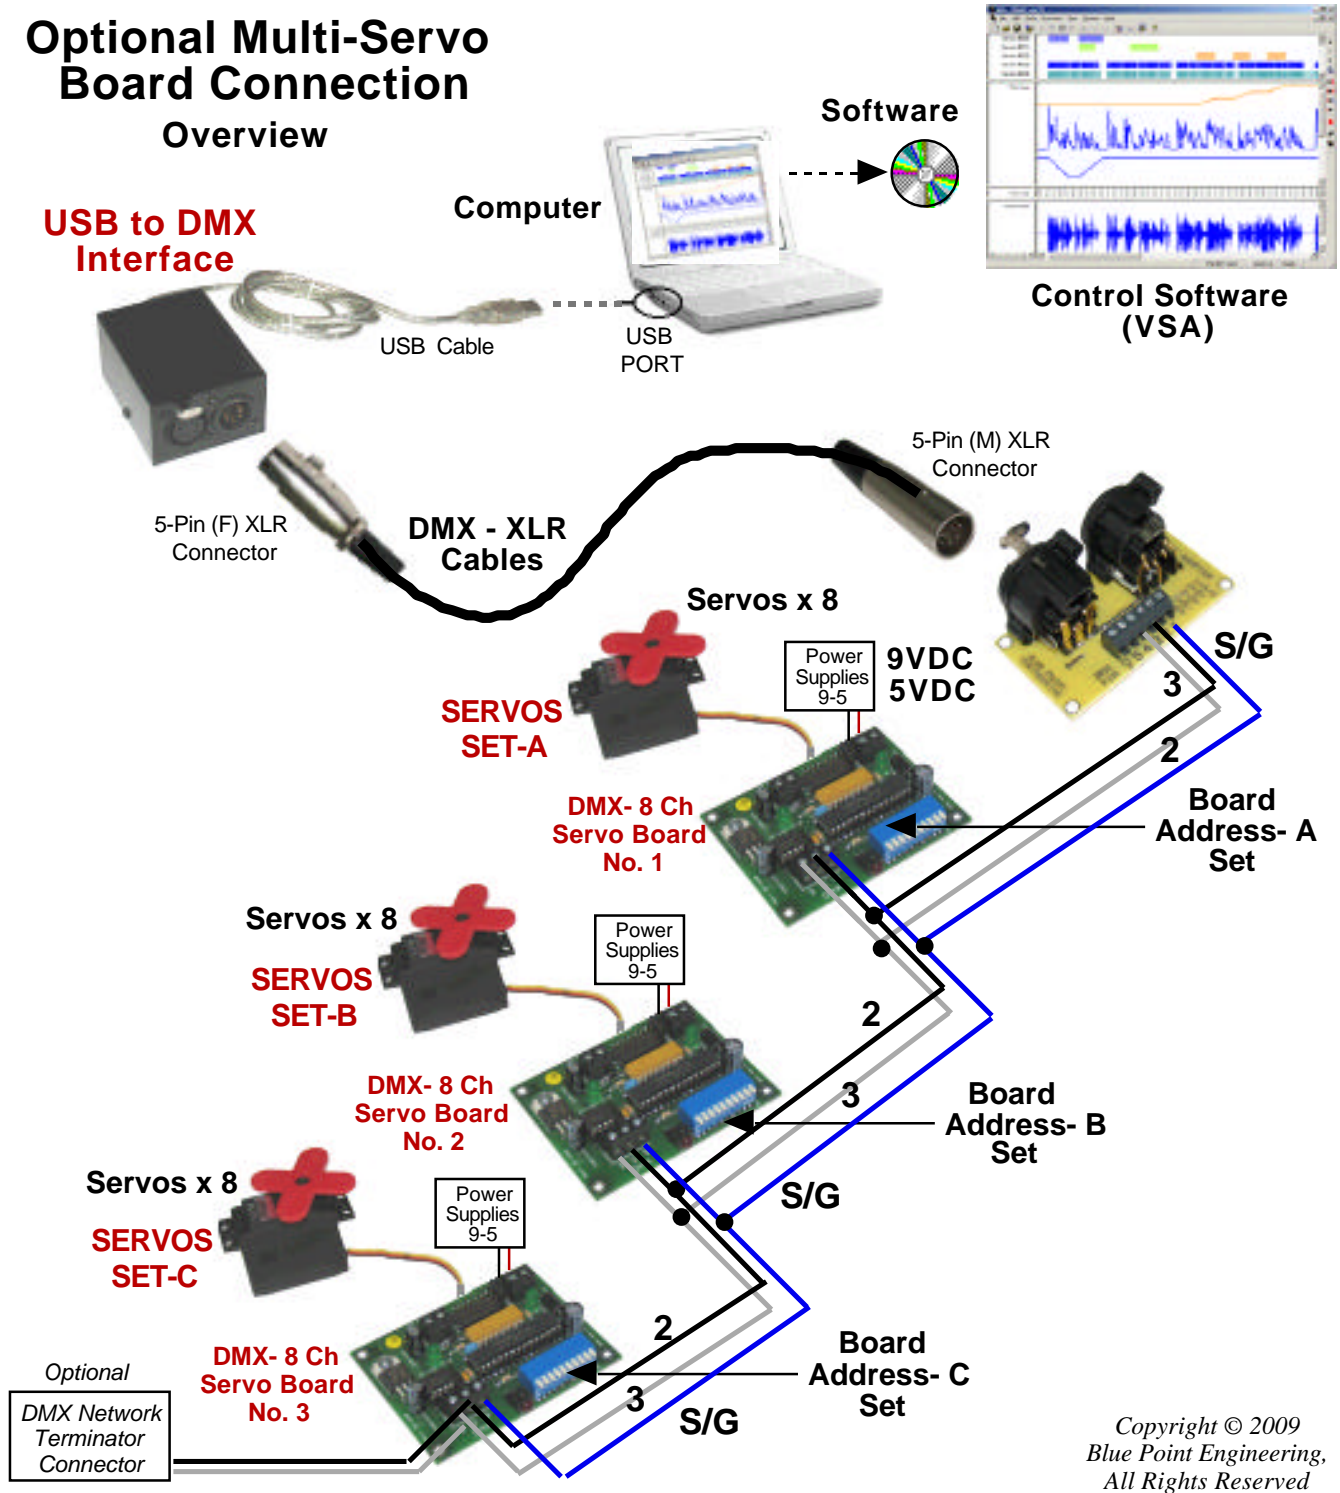 Optional Multi-Servo
Board Connection
Overview
Software
Computer
USB to DMX
Interface
USB Cable
USB
PORT
Control Software
(VSA)
5-Pin (M) XLR
Connector
5-Pin (F) XLR
Connector
DMX - XLR
Cables
Servos x 8
Power
Supplies
9-5
9VDC
5VDC
S/G
3
2
SERVOS
SET-A
DMX- 8 Ch
Servo Board
No. 1
Board
Address- A
Set
Servos x 8
Power
Supplies
9-5
SERVOS
SET-B
2
3
S/G
DMX- 8 Ch
Servo Board
No. 2
Board
Address- B
Set
Servos x 8
Power
Supplies
9-5
SERVOS
SET-C
2
3
S/G
DMX- 8 Ch
Servo Board
No. 3
Board
Address- C
Set
Optional
DMX Network
Terminator
Connector
Copyright © 2009
Blue Point Engineering,
All Rights Reserved